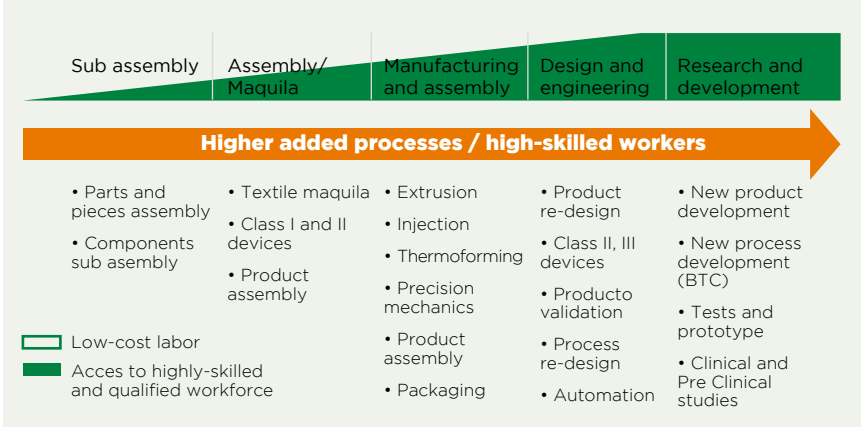 Sub assembly
Assembly/
Maquila
Manufacturing
and assembly
Design and
engineering
Research and
development
Higher added processes / high-skilled workers
• Parts and
pieces assembly
• Components
sub asembly
• Textile maquila
• Class I and II
devices
• Product
assembly
• Extrusion
• Injection
• Thermoforming
• Precision
mechanics
• Product
assembly
• Packaging
• Product
re-design
• Class II, III
devices
• Producto
validation
• Process
re-design
• Automation
• New product
development
• New process
development
(BTC)
• Tests and
prototype
• Clinical and
Pre Clinical
studies
Low-cost labor
Acces to highly-skilled
and qualified workforce